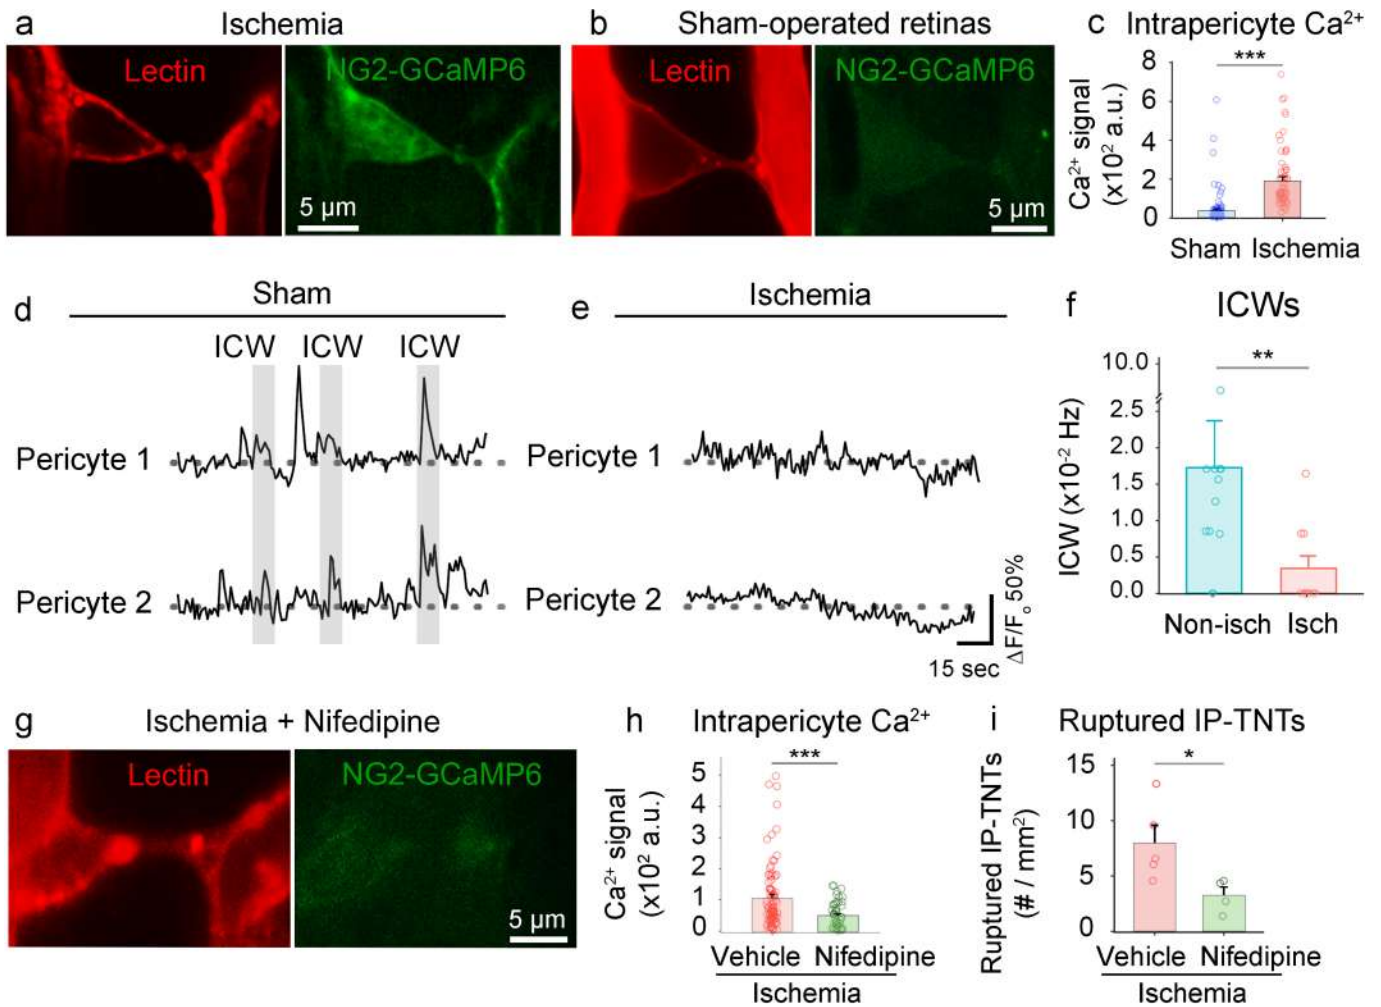 a Ischemia
Lectin NG2-GCaMP6
5 µm
b Sham-operated retinas
Lectin NG2-GCaMP6
5 µm
c Intrapericyte Ca²⁺
***
Ca²⁺ signal
(x10² a.u.)
8
6
4
2
0
Sham Ischemia
d Sham
ICW ICW ICW
Pericyte 1
Pericyte 2
e Ischemia
Pericyte 1
Pericyte 2
ΔF/F₀ 50%
15 sec
f ICWs
**
ICW (x10⁻² Hz)
10.0
2.5
2.0
1.5
1.0
0.5
0.0
Non-isch Isch
g Ischemia + Nifedipine
Lectin NG2-GCaMP6
5 µm
h Intrapericyte Ca²⁺
***
Ca²⁺ signal
(x10² a.u.)
5
4
3
2
1
0
Vehicle Nifedipine
Ischemia
i Ruptured IP-TNTs
*
Ruptured IP-TNTs
(# / mm²)
15
10
5
0
Vehicle Nifedipine
Ischemia